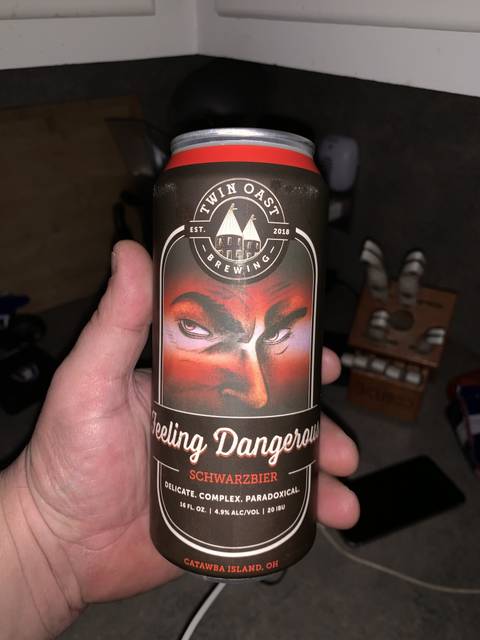 TWIN OAST
EST. 2018
BREWING
Feeling Dangerous
SCHWARZBIER
DELICATE. COMPLEX. PARADOXICAL.
16 FL. OZ. | 4.9% ALC/VOL | 20 IBU
CATAWBA ISLAND, OH